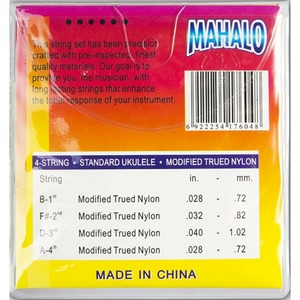 MAHALO
This string set has been precision
crafted with pre-inspected, finest
quality materials. Our goal is to
provide you, the musician, with
long lasting strings that enhance
the tonal response of your instrument.
6 922254 176048
4-STRING • STANDARD UKULELE • MODIFIED TRUED NYLON
String in. - mm.
B-1st Modified Trued Nylon .028 - .72
F#-2nd Modified Trued Nylon .032 - .82
D-3rd Modified Trued Nylon .040 - 1.02
A-4th Modified Trued Nylon .028 - .72
MADE IN CHINA